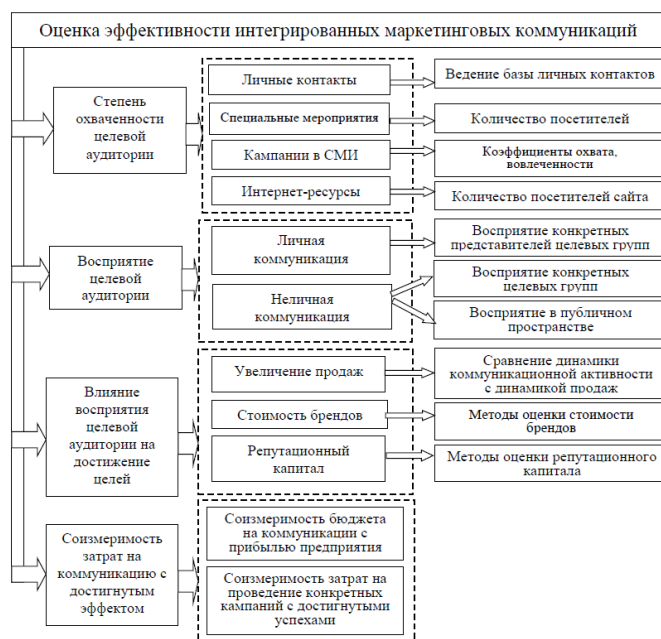 Оценка эффективности интегрированных маркетинговых коммуникаций
Степень
охваченности
целевой
аудитории
Личные контакты
Ведение базы личных контактов
Специальные мероприятия
Количество посетителей
Кампании в СМИ
Коэффициенты охвата,
вовлеченности
Интернет-ресурсы
Количество посетителей сайта
Восприятие
целевой
аудитории
Личная
коммуникация
Восприятие конкретных
представителей целевых групп
Неличная
коммуникация
Восприятие конкретных
целевых групп
Восприятие в публичном
пространстве
Влияние
восприятия
целевой
аудитории на
достижение
целей
Увеличение продаж
Сравнение динамики
коммуникационной активности
с динамикой продаж
Стоимость брендов
Методы оценки стоимости
брендов
Репутационный
капитал
Методы оценки репутационного
капитала
Соизмеримость
затрат на
коммуникацию с
достигнутым
эффектом
Соизмеримость бюджета
на коммуникации с
прибылью предприятия
Соизмеримость затрат на
проведение конкретных
кампаний с достигнутыми
успехами